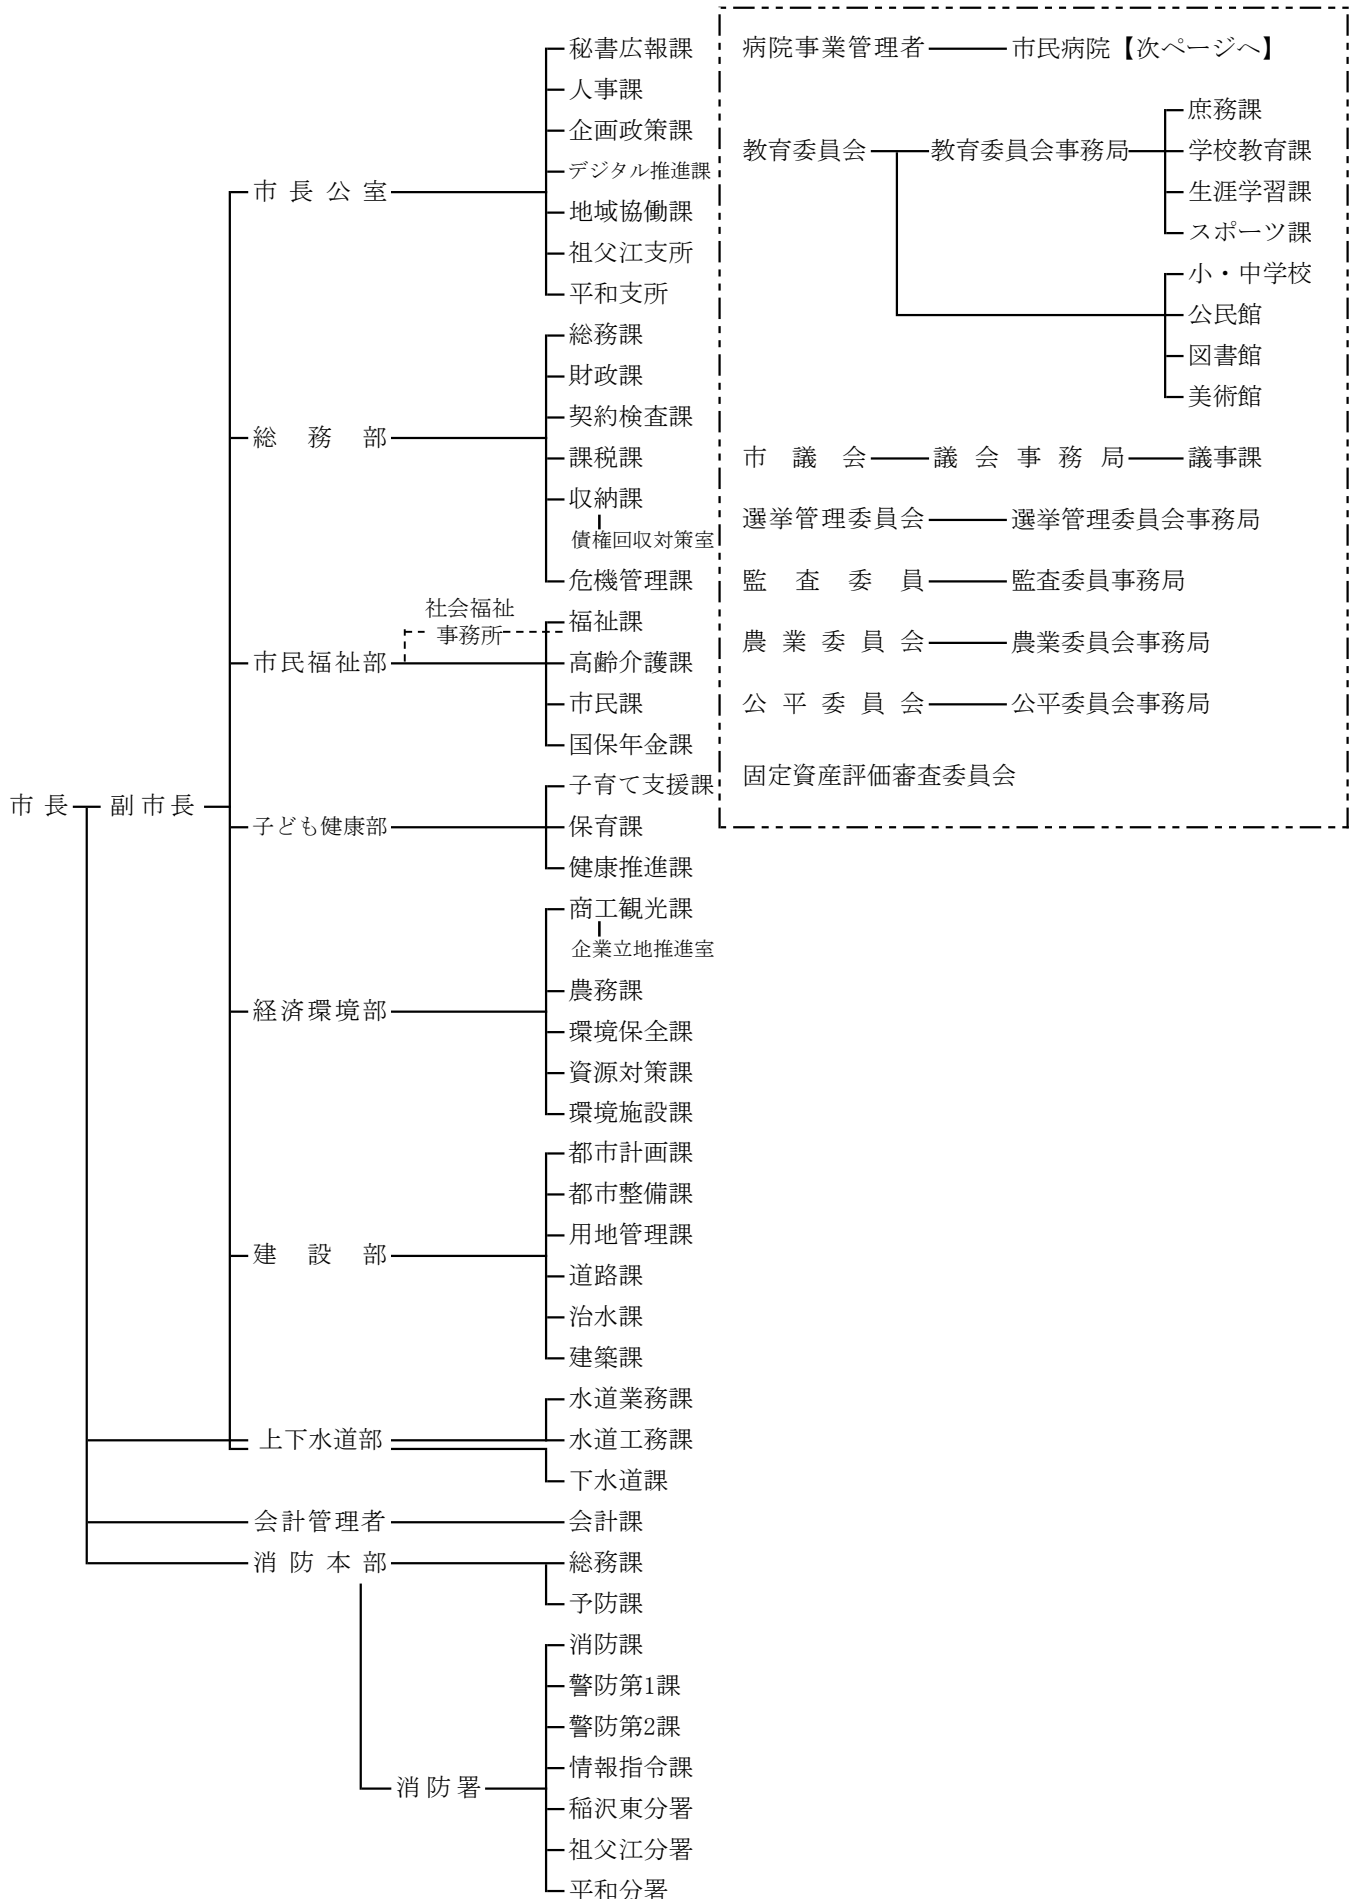 市長
副市長
市長公室
秘書広報課
人事課
企画政策課
デジタル推進課
地域協働課
祖父江支所
平和支所
総務部
総務課
財政課
契約検査課
課税課
収納課
債権回収対策室
危機管理課
市民福祉部
社会福祉
事務所
福祉課
高齢介護課
市民課
国保年金課
子ども健康部
子育て支援課
保育課
健康推進課
経済環境部
商工観光課
企業立地推進室
農務課
環境保全課
資源対策課
環境施設課
建設部
都市計画課
都市整備課
用地管理課
道路課
治水課
建築課
上下水道部
水道業務課
水道工務課
下水道課
会計管理者
会計課
消防本部
総務課
予防課
消防署
消防課
警防第1課
警防第2課
情報指令課
稲沢東分署
祖父江分署
平和分署
病院事業管理者
市民病院【次ページへ】
教育委員会
教育委員会事務局
庶務課
学校教育課
生涯学習課
スポーツ課
小・中学校
公民館
図書館
美術館
市議会
議会事務局
議事課
選挙管理委員会
選挙管理委員会事務局
監査委員
監査委員事務局
農業委員会
農業委員会事務局
公平委員会
公平委員会事務局
固定資産評価審査委員会